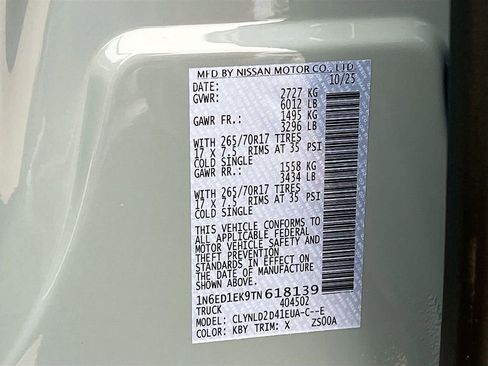 MFD BY NISSAN MOTOR CO., LTD
DATE: 10/25
GVWR: 2727 KG
6012 LB
GAWR FR.: 1495 KG
3296 LB
WITH 265/70R17 TIRES
17 X 7.5 RIMS AT 35 PSI
COLD SINGLE
GAWR RR.: 1558 KG
3434 LB
WITH 265/70R17 TIRES
17 X 7.5 RIMS AT 35 PSI
COLD SINGLE
THIS VEHICLE CONFORMS TO
ALL APPLICABLE FEDERAL
MOTOR VEHICLE SAFETY AND
THEFT PREVENTION
STANDARDS IN EFFECT ON
THE DATE OF MANUFACTURE
SHOWN ABOVE.
1N6ED1EK9TN618139
TRUCK 404502
MODEL: CLYNLD2D41EUA-C--E
COLOR: KBY TRIM: X ZS00A